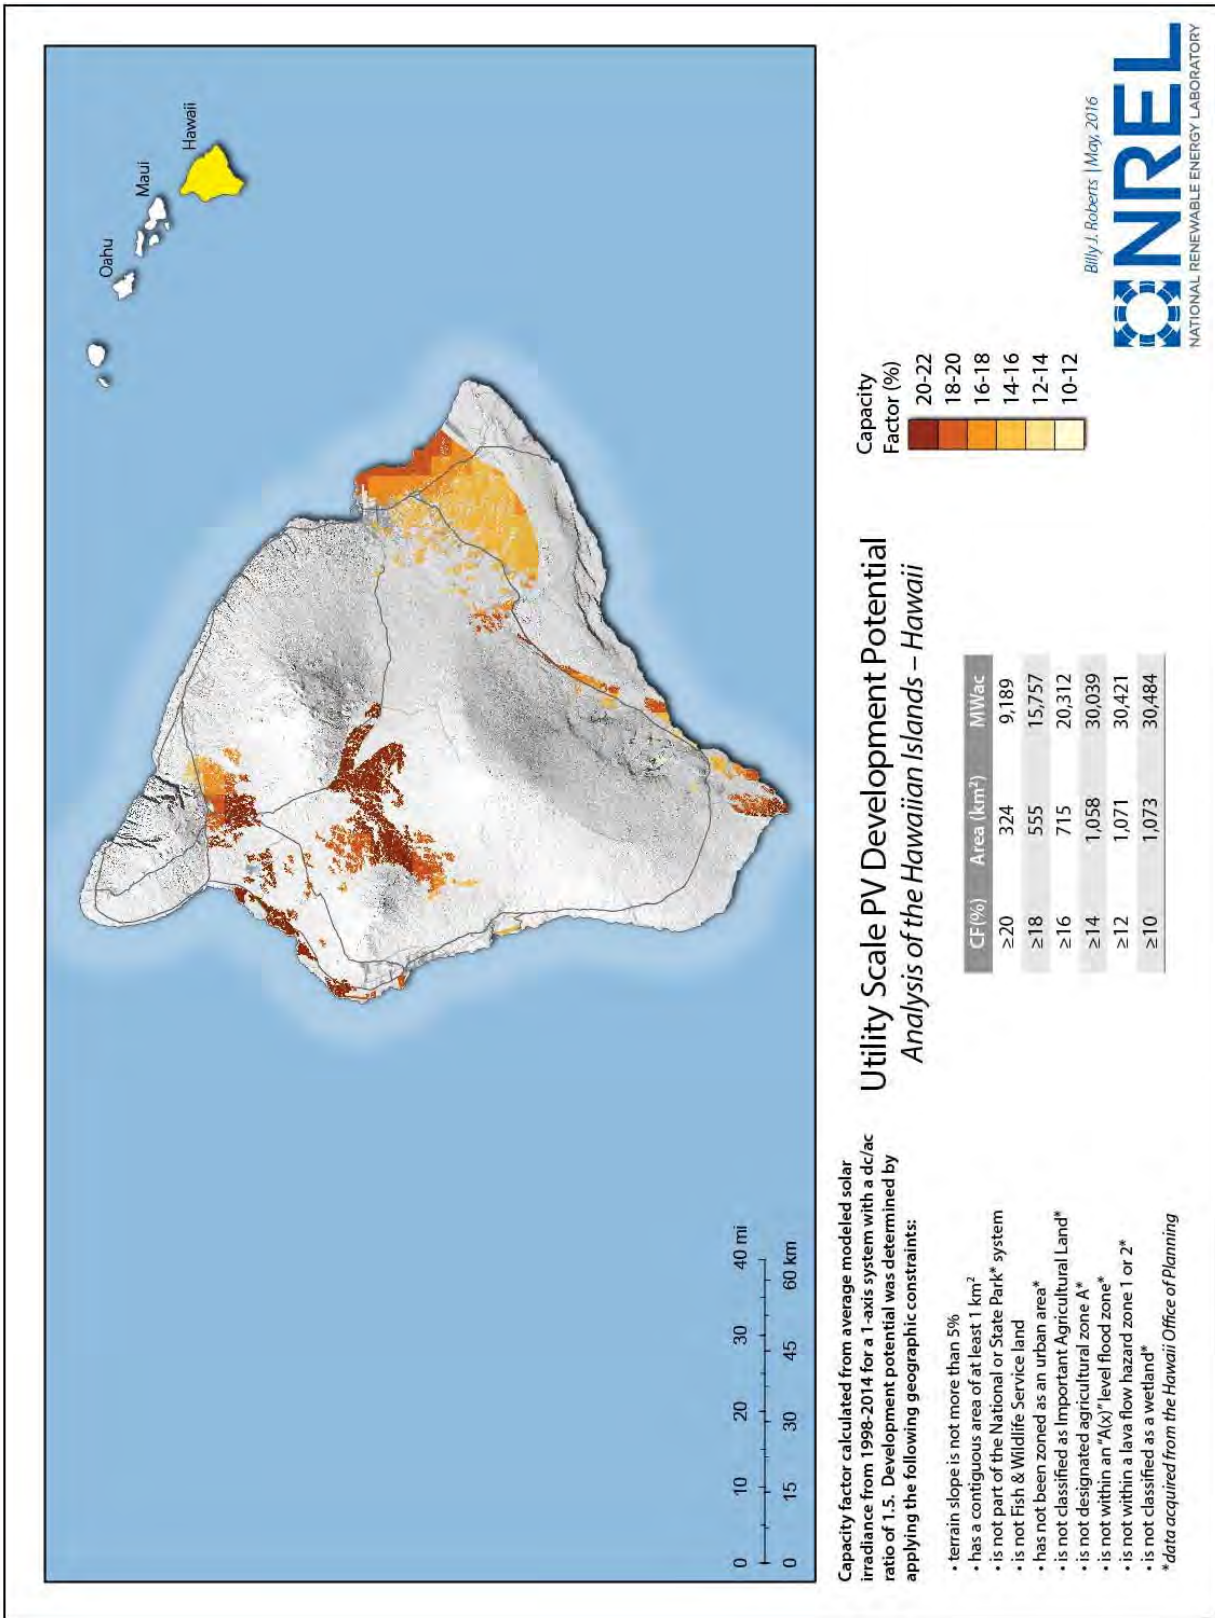 Oahu
Maui
Hawaii
0 10 20 30 40 mi
0 15 30 45 60 km
Capacity factor calculated from average modeled solar
irradiance from 1998-2014 for a 1-axis system with a dc/ac
ratio of 1.5. Development potential was determined by
applying the following geographic constraints:
• terrain slope is not more than 5%
• has a contiguous area of at least 1 km²
• is not part of the National or State Park* system
• is not Fish & Wildlife Service land
• has not been zoned as an urban area*
• is not classified as Important Agricultural Land*
• is not designated agricultural zone A*
• is not within an "A(x)" level flood zone*
• is not within a lava flow hazard zone 1 or 2*
• is not classified as a wetland*
*data acquired from the Hawaii Office of Planning
Utility Scale PV Development Potential
Analysis of the Hawaiian Islands – Hawaii
CF(%) Area (km²) MWac
≥20 324 9,189
≥18 555 15,757
≥16 715 20,312
≥14 1,058 30,039
≥12 1,071 30,421
≥10 1,073 30,484
Capacity
Factor (%)
20-22
18-20
16-18
14-16
12-14
10-12
Billy J. Roberts | May, 2016
NREL
NATIONAL RENEWABLE ENERGY LABORATORY